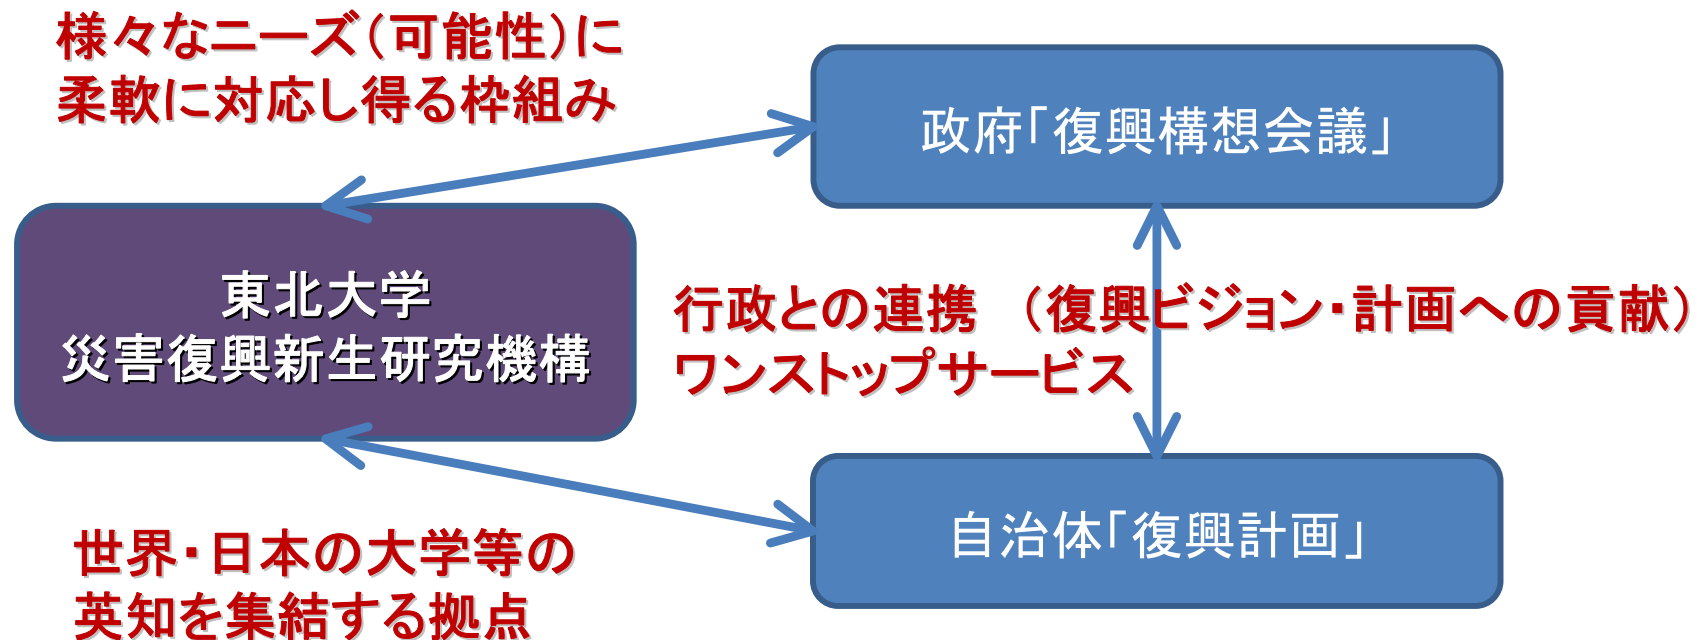 様々なニーズ（可能性）に
柔軟に対応し得る枠組み
政府「復興構想会議」
東北大学
災害復興新生研究機構
行政との連携　（復興ビジョン・計画への貢献）
ワンストップサービス
自治体「復興計画」
世界・日本の大学等の
英知を集結する拠点